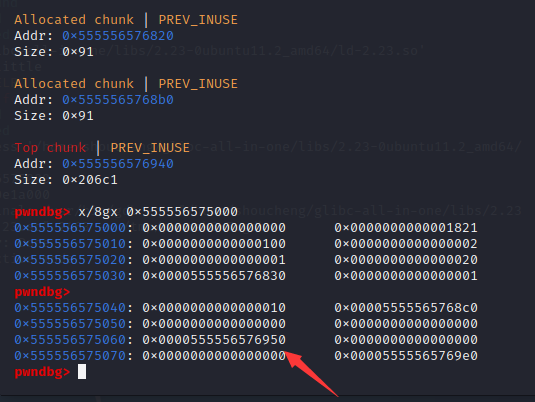 Allocated chunk | PREV_INUSE
Addr: 0x555556576820
Size: 0x91
Allocated chunk | PREV_INUSE
Addr: 0x5555565768b0
Size: 0x91
Top chunk | PREV_INUSE
Addr: 0x555556576940
Size: 0x206c1
pwndbg> x/8gx 0x555556575000
0x555556575000: 0x0000000000000000 0x0000000000001821
0x555556575010: 0x0000000000000100 0x0000000000000002
0x555556575020: 0x0000000000000001 0x0000000000000020
0x555556575030: 0x0000555556576830 0x0000000000000001
pwndbg>
0x555556575040: 0x0000000000000010 0x00005555565768c0
0x555556575050: 0x0000000000000000 0x0000000000000000
0x555556575060: 0x0000555556576950 0x0000000000000000
0x555556575070: 0x0000000000000000 0x00005555565769e0
pwndbg>